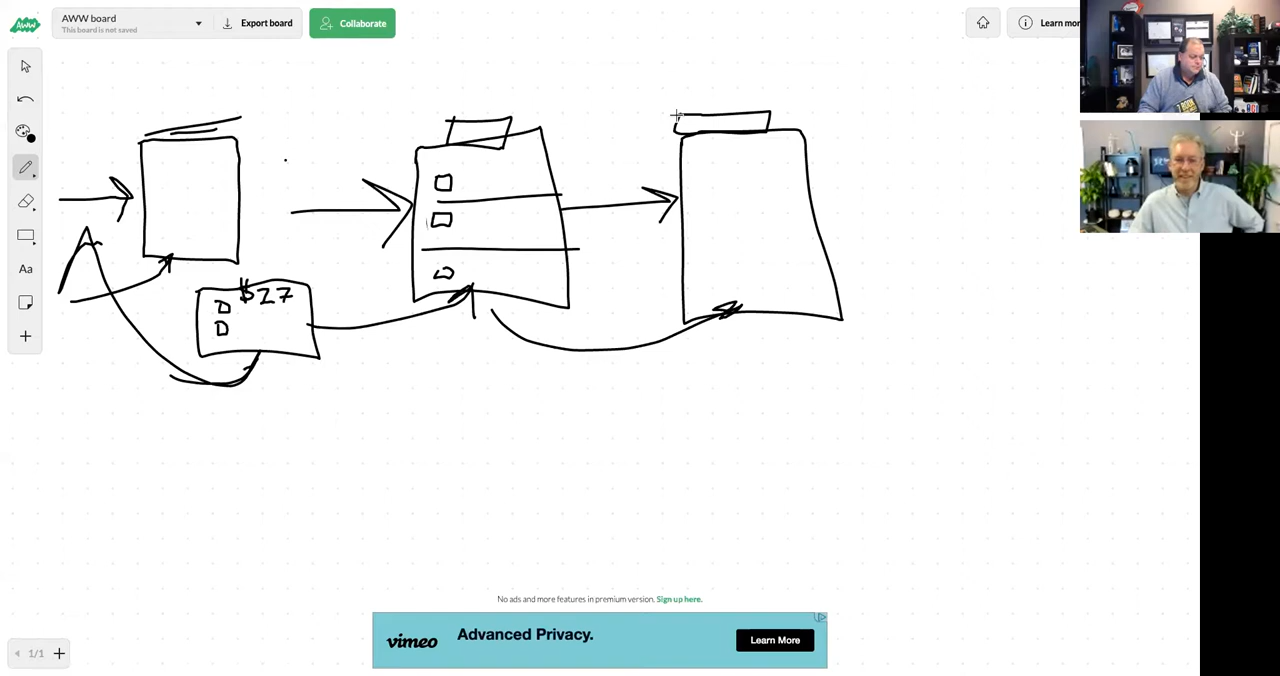 AWW
AWW board
This board is not saved
Export board
Collaborate
Learn more
$27
Aa
No ads and more features in premium version. Sign up here.
vimeo
Advanced Privacy.
Learn More
1/1